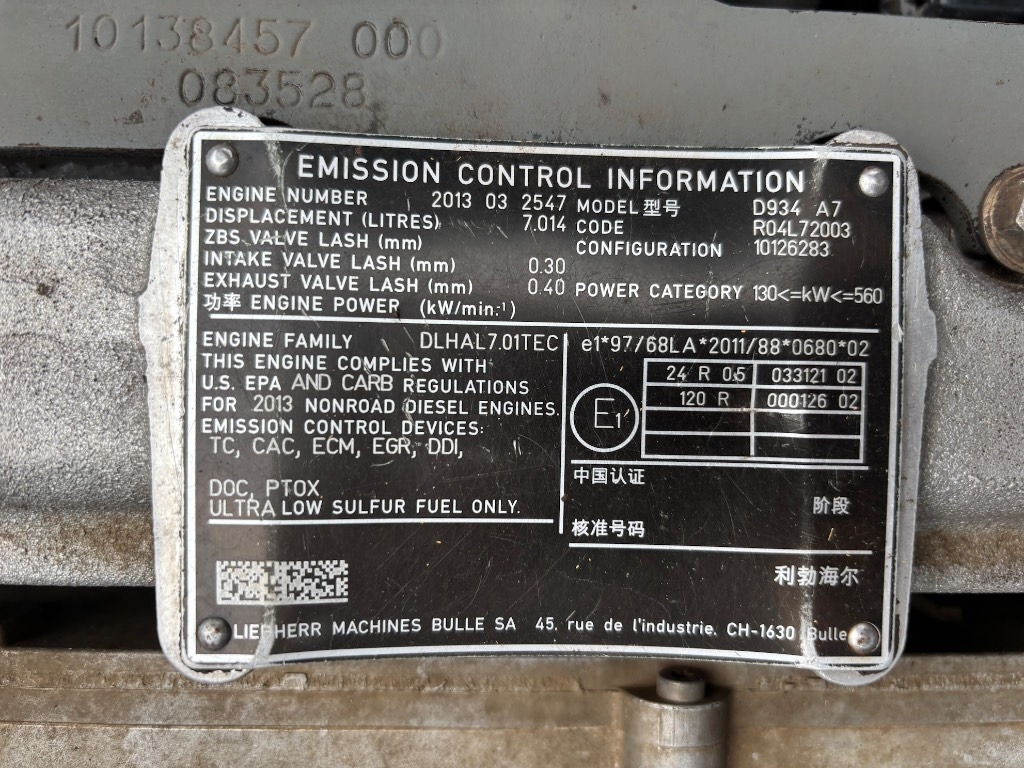 10138457 000
083528
EMISSION CONTROL INFORMATION
ENGINE NUMBER 2013 03 2547
DISPLACEMENT (LITRES) 7.014
ZBS VALVE LASH (mm)
INTAKE VALVE LASH (mm) 0.30
EXHAUST VALVE LASH (mm) 0.40
功率 ENGINE POWER (kW/min.⁻¹)
MODEL 型号 D934 A7
CODE R04L72003
CONFIGURATION 10126283
POWER CATEGORY 130<=kW<=560
ENGINE FAMILY DLHAL7.01TEC
THIS ENGINE COMPLIES WITH
U.S. EPA AND CARB REGULATIONS
FOR 2013 NONROAD DIESEL ENGINES.
EMISSION CONTROL DEVICES:
TC, CAC, ECM, EGR, DDI,
DOC, PTOX
ULTRA LOW SULFUR FUEL ONLY.
e1*97/68LA*2011/88*0680*02
E1
24 R 05 033121 02
120 R 000126 02
中国认证
阶段
核准号码
利勃海尔
LIEBHERR MACHINES BULLE SA 45, rue de l'industrie, CH-1630 Bulle